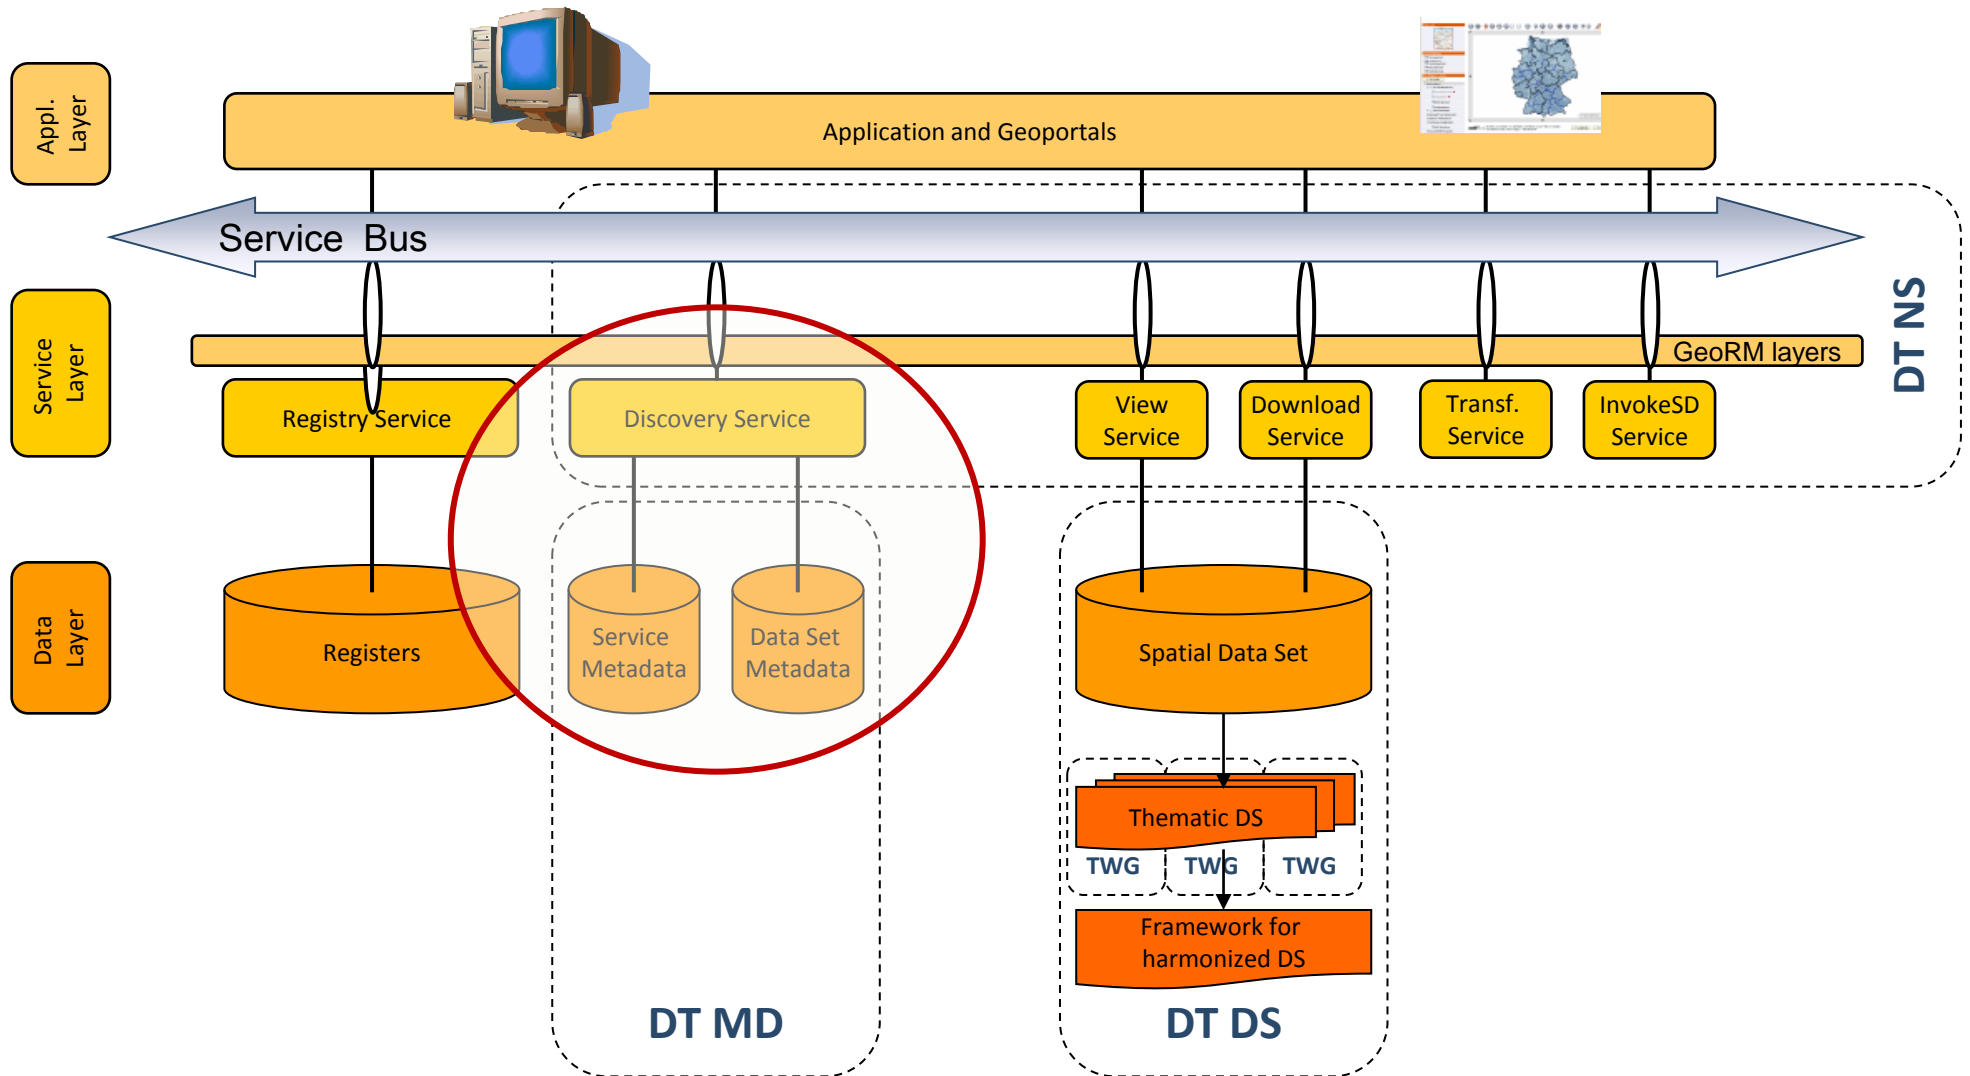 Appl.
Layer
Application and Geoportals
Service Bus
DT NS
Service
Layer
GeoRM layers
Registry Service
Discovery Service
View
Service
Download
Service
Transf.
Service
InvokeSD
Service
Data
Layer
Registers
Service
Metadata
Data Set
Metadata
Spatial Data Set
Thematic DS
TWG
TWG
TWG
Framework for
harmonized DS
DT MD
DT DS